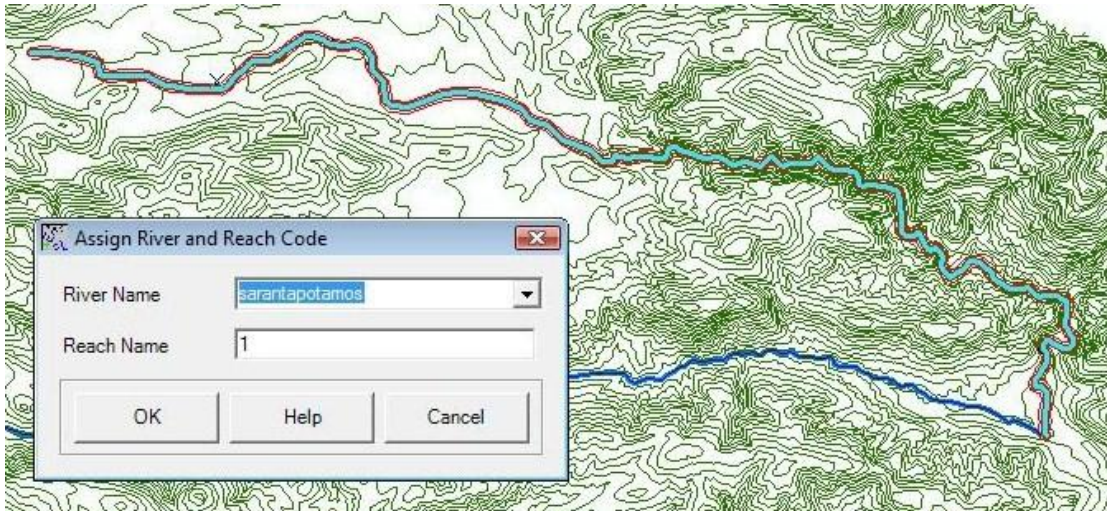 Assign River and Reach Code
River Name sarantapotamos
Reach Name 1
OK Help Cancel